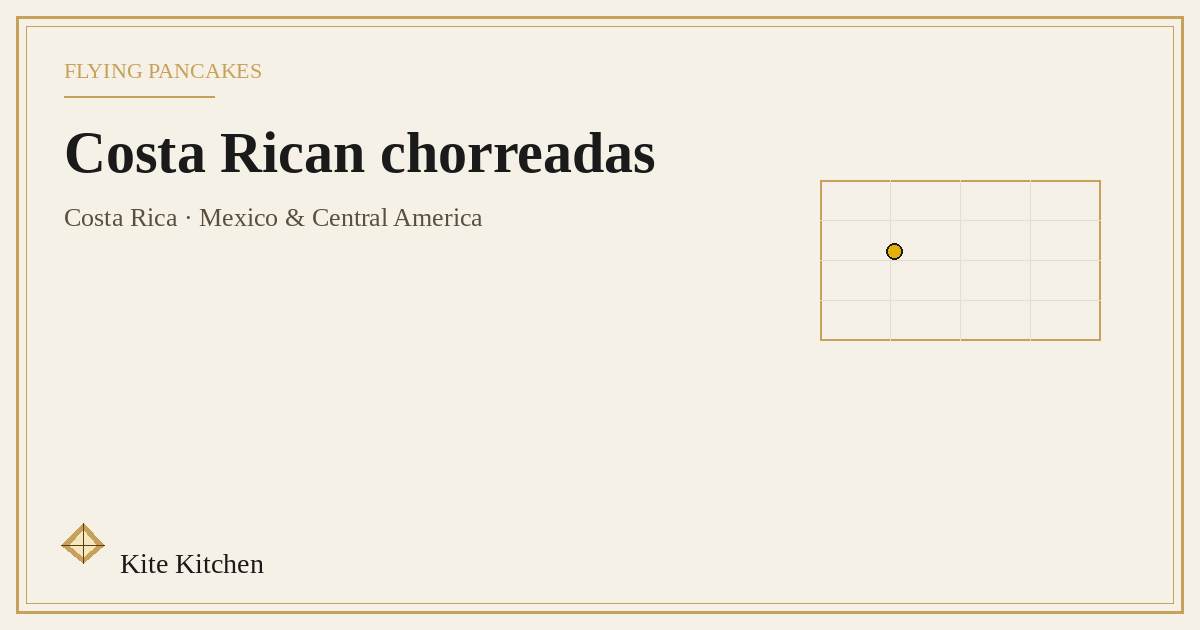 FLYING PANCAKES
Costa Rican chorreadas
Costa Rica · Mexico & Central America
Kite Kitchen